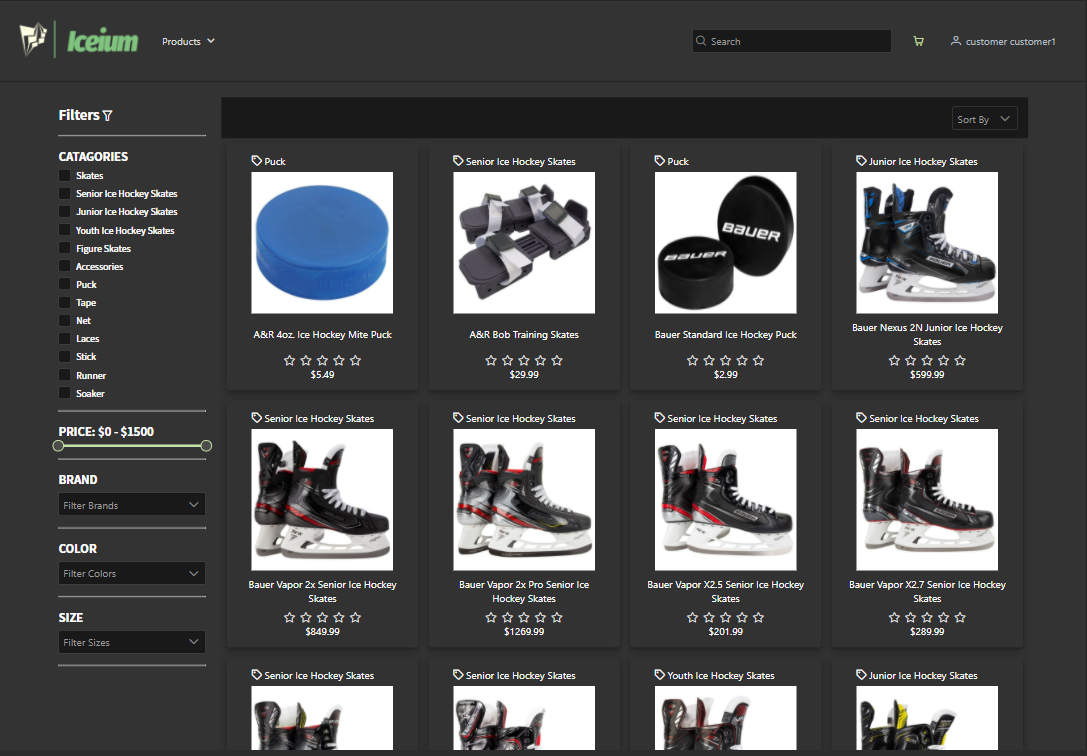 Iceium
Products
Search
customer customer1
Filters
Sort By
CATAGORIES
Skates
Senior Ice Hockey Skates
Junior Ice Hockey Skates
Youth Ice Hockey Skates
Figure Skates
Accessories
Puck
Tape
Net
Laces
Stick
Runner
Soaker
PRICE: $0 - $1500
BRAND
Filter Brands
COLOR
Filter Colors
SIZE
Filter Sizes
Puck
A&R 4oz. Ice Hockey Mite Puck
$5.49
Senior Ice Hockey Skates
A&R Bob Training Skates
$29.99
Puck
BAUER
BAUER
Bauer Standard Ice Hockey Puck
$2.99
Junior Ice Hockey Skates
Bauer Nexus 2N Junior Ice Hockey
Skates
$599.99
Senior Ice Hockey Skates
Bauer Vapor 2x Senior Ice Hockey
Skates
$849.99
Senior Ice Hockey Skates
Bauer Vapor 2x Pro Senior Ice
Hockey Skates
$1269.99
Senior Ice Hockey Skates
Bauer Vapor X2.5 Senior Ice Hockey
Skates
$201.99
Senior Ice Hockey Skates
Bauer Vapor X2.7 Senior Ice Hockey
Skates
$289.99
Senior Ice Hockey Skates
Senior Ice Hockey Skates
Youth Ice Hockey Skates
Junior Ice Hockey Skates